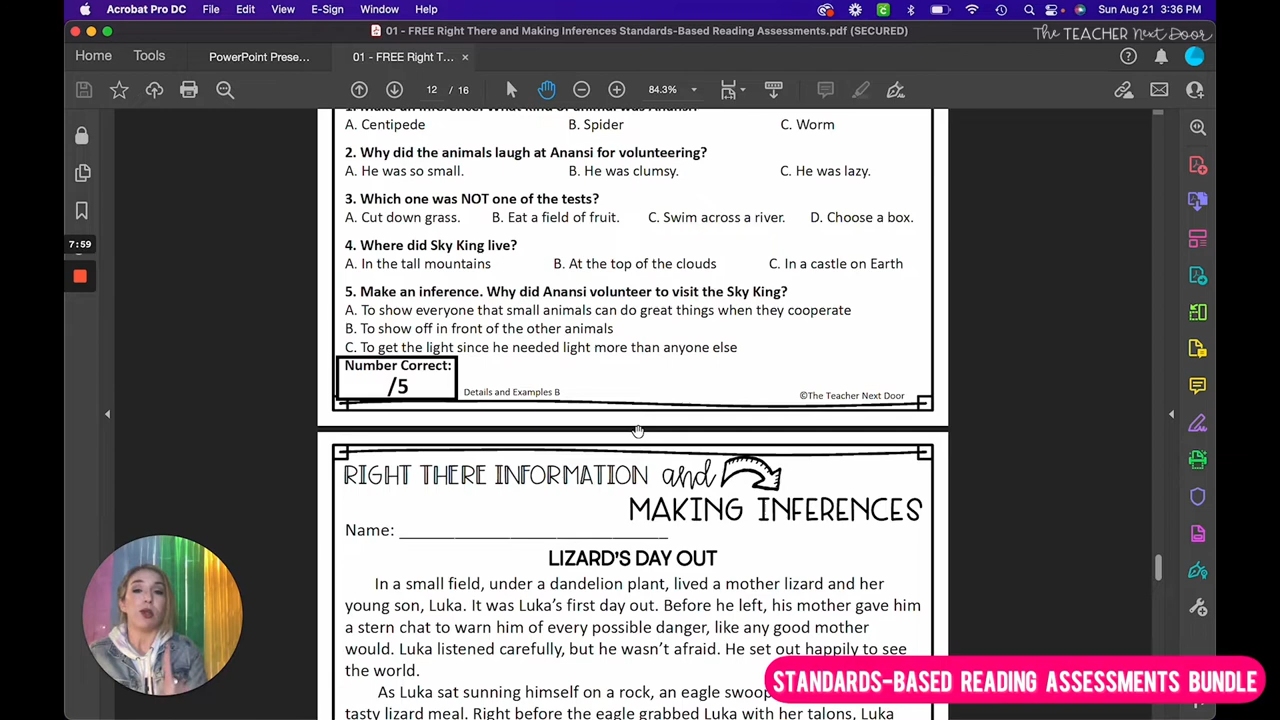 Acrobat Pro DC File Edit View E-Sign Window Help Sun Aug 21 3:36 PM
01 - FREE Right There and Making Inferences Standards-Based Reading Assessments.pdf (SECURED)
The TEACHER Next DOOR
Home Tools PowerPoint Prese... 01 - FREE Right T... ×
12 / 16 84.3%
A. Centipede B. Spider C. Worm
2. Why did the animals laugh at Anansi for volunteering?
A. He was so small. B. He was clumsy. C. He was lazy.
3. Which one was NOT one of the tests?
A. Cut down grass. B. Eat a field of fruit. C. Swim across a river. D. Choose a box.
7:59
4. Where did Sky King live?
A. In the tall mountains B. At the top of the clouds C. In a castle on Earth
5. Make an inference. Why did Anansi volunteer to visit the Sky King?
A. To show everyone that small animals can do great things when they cooperate
B. To show off in front of the other animals
C. To get the light since he needed light more than anyone else
Number Correct:
/5
Details and Examples B ©The Teacher Next Door
RIGHT THERE INFORMATION and
MAKING INFERENCES
Name: ____________________
LIZARD'S DAY OUT
In a small field, under a dandelion plant, lived a mother lizard and her
young son, Luka. It was Luka's first day out. Before he left, his mother gave him
a stern chat to warn him of every possible danger, like any good mother
would. Luka listened carefully, but he wasn't afraid. He set out happily to see
the world.
As Luka sat sunning himself on a rock, an eagle swoop
tasty lizard meal. Right before the eagle grabbed Luka with her talons, Luka
STANDARDS-BASED READING ASSESSMENTS BUNDLE